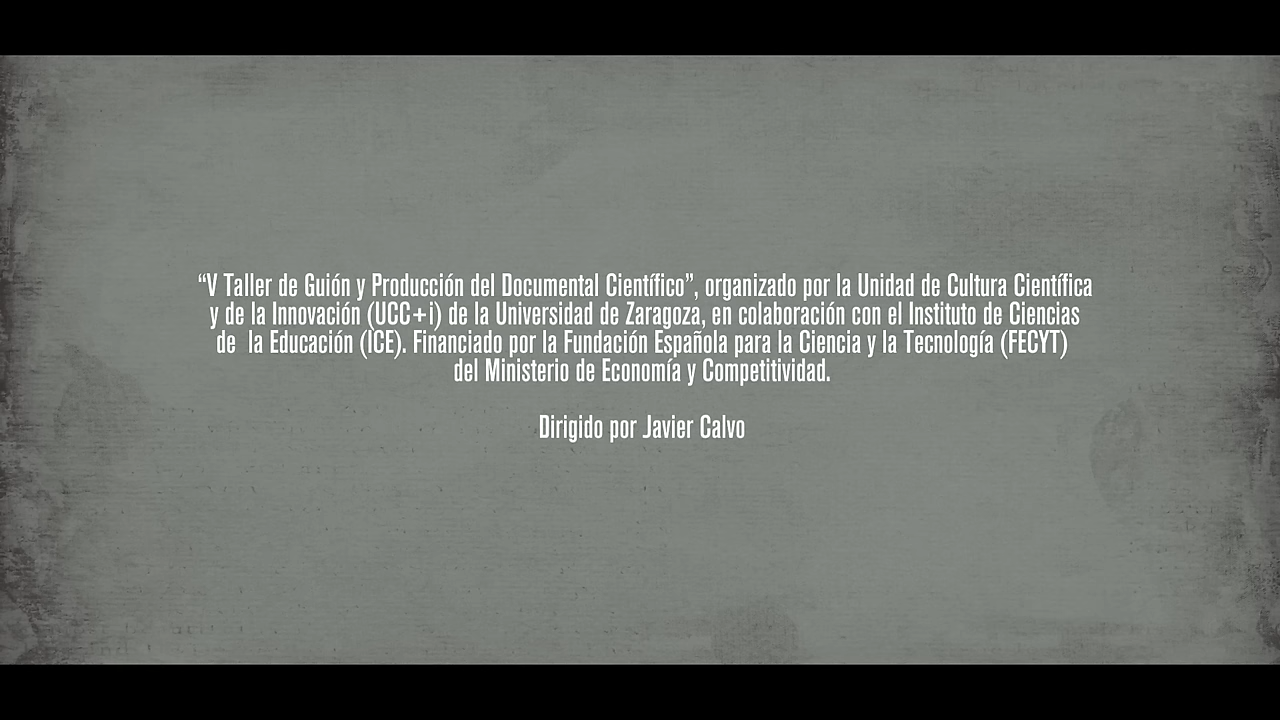 “V Taller de Guión y Producción del Documental Científico”, organizado por la Unidad de Cultura Científica
y de la Innovación (UCC+i) de la Universidad de Zaragoza, en colaboración con el Instituto de Ciencias
de  la Educación (ICE). Financiado por la Fundación Española para la Ciencia y la Tecnología (FECYT)
del Ministerio de Economía y Competitividad.
Dirigido por Javier Calvo